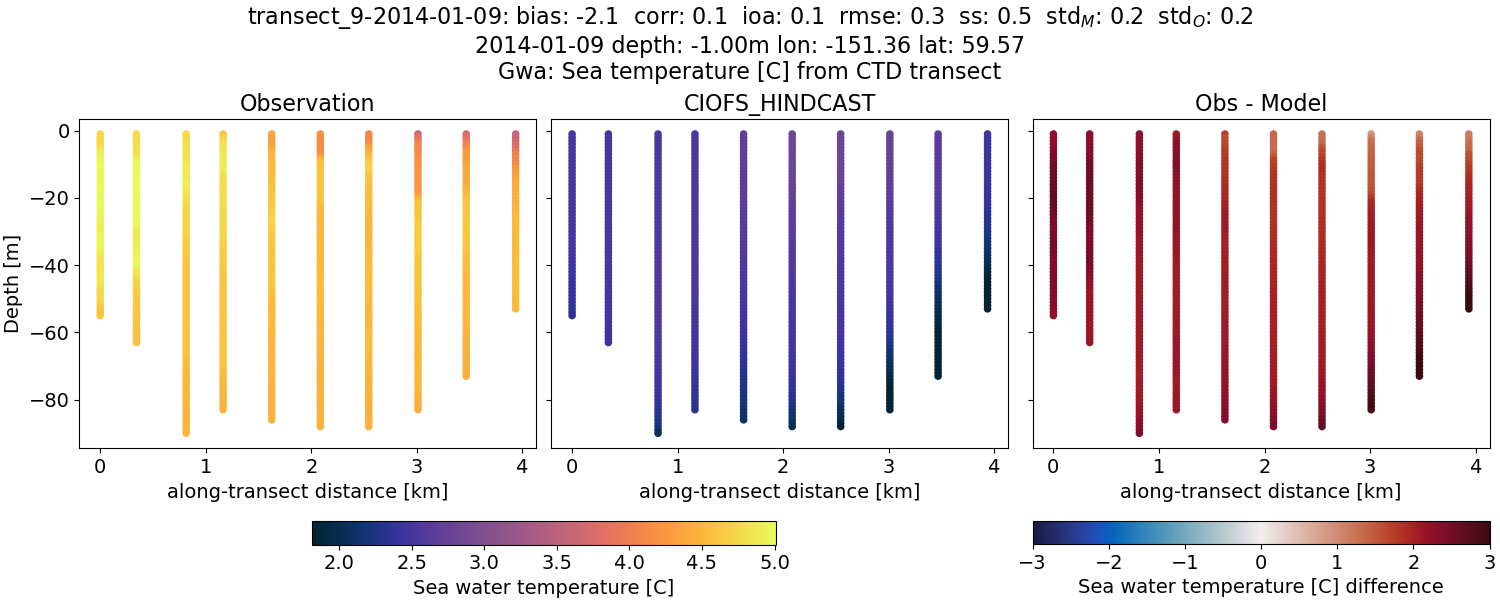 transect_9-2014-01-09: bias: -2.1 corr: 0.1 ioa: 0.1 rmse: 0.3 ss: 0.5 std_M: 0.2 std_O: 0.2
2014-01-09 depth: -1.00m lon: -151.36 lat: 59.57
Gwa: Sea temperature [C] from CTD transect
Observation
CIOFS_HINDCAST
Obs - Model
Depth [m]
0
−20
−40
−60
−80
0 1 2 3 4
0 1 2 3 4
0 1 2 3 4
along-transect distance [km]
along-transect distance [km]
along-transect distance [km]
2.0 2.5 3.0 3.5 4.0 4.5 5.0
Sea water temperature [C]
−3 −2 −1 0 1 2 3
Sea water temperature [C] difference